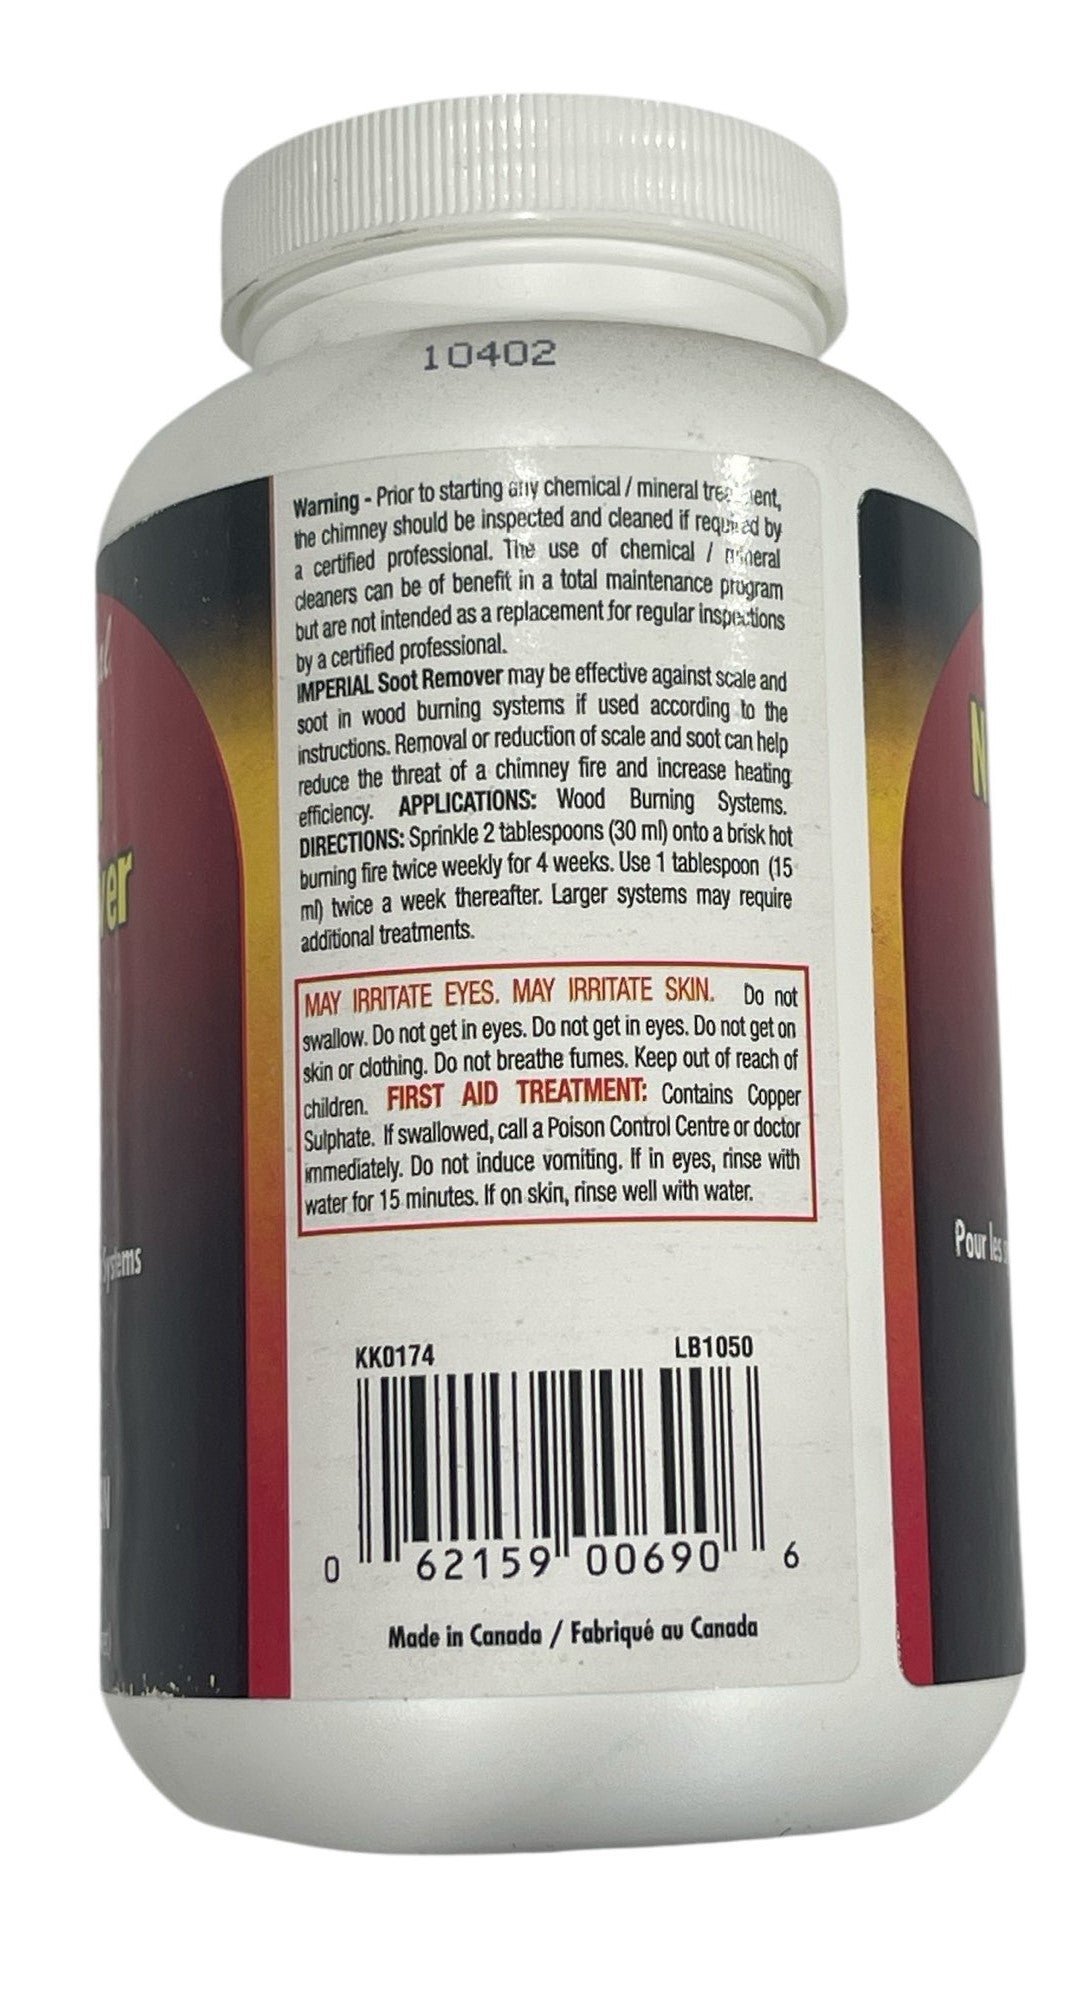 10402
Warning - Prior to starting any chemical / mineral treatment,
the chimney should be inspected and cleaned if required by
a certified professional. The use of chemical / mineral
cleaners can be of benefit in a total maintenance program
but are not intended as a replacement for regular inspections
by a certified professional.
IMPERIAL Soot Remover may be effective against scale and
soot in wood burning systems if used according to the
instructions. Removal or reduction of scale and soot can help
reduce the threat of a chimney fire and increase heating
efficiency. APPLICATIONS: Wood Burning Systems.
DIRECTIONS: Sprinkle 2 tablespoons (30 ml) onto a brisk hot
burning fire twice weekly for 4 weeks. Use 1 tablespoon (15
ml) twice a week thereafter. Larger systems may require
additional treatments.
MAY IRRITATE EYES. MAY IRRITATE SKIN. Do not
swallow. Do not get in eyes. Do not get in eyes. Do not get on
skin or clothing. Do not breathe fumes. Keep out of reach of
children. FIRST AID TREATMENT: Contains Copper
Sulphate. If swallowed, call a Poison Control Centre or doctor
immediately. Do not induce vomiting. If in eyes, rinse with
water for 15 minutes. If on skin, rinse well with water.
KK0174 LB1050
0 62159 00690 6
Made in Canada / Fabriqué au Canada
Systems
Pour les